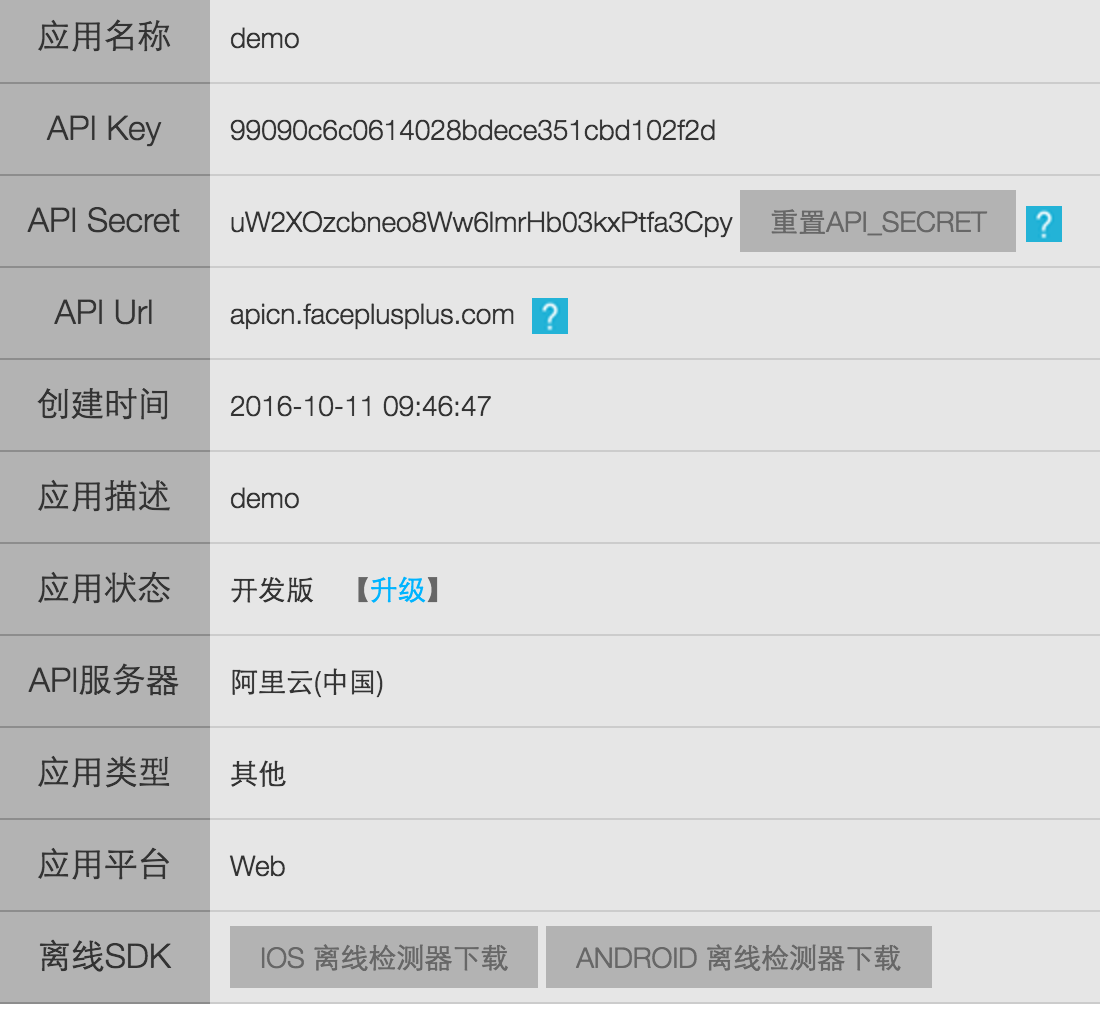 应用名称 demo
API Key 99090c6c0614028bdece351cbd102f2d
API Secret uW2XOzcbneo8Ww6lmrHb03kxPtfa3Cpy 重置API_SECRET ?
API Url apicn.faceplusplus.com ?
创建时间 2016-10-11 09:46:47
应用描述 demo
应用状态 开发版 【升级】
API服务器 阿里云(中国)
应用类型 其他
应用平台 Web
离线SDK IOS 离线检测器下载 ANDROID 离线检测器下载